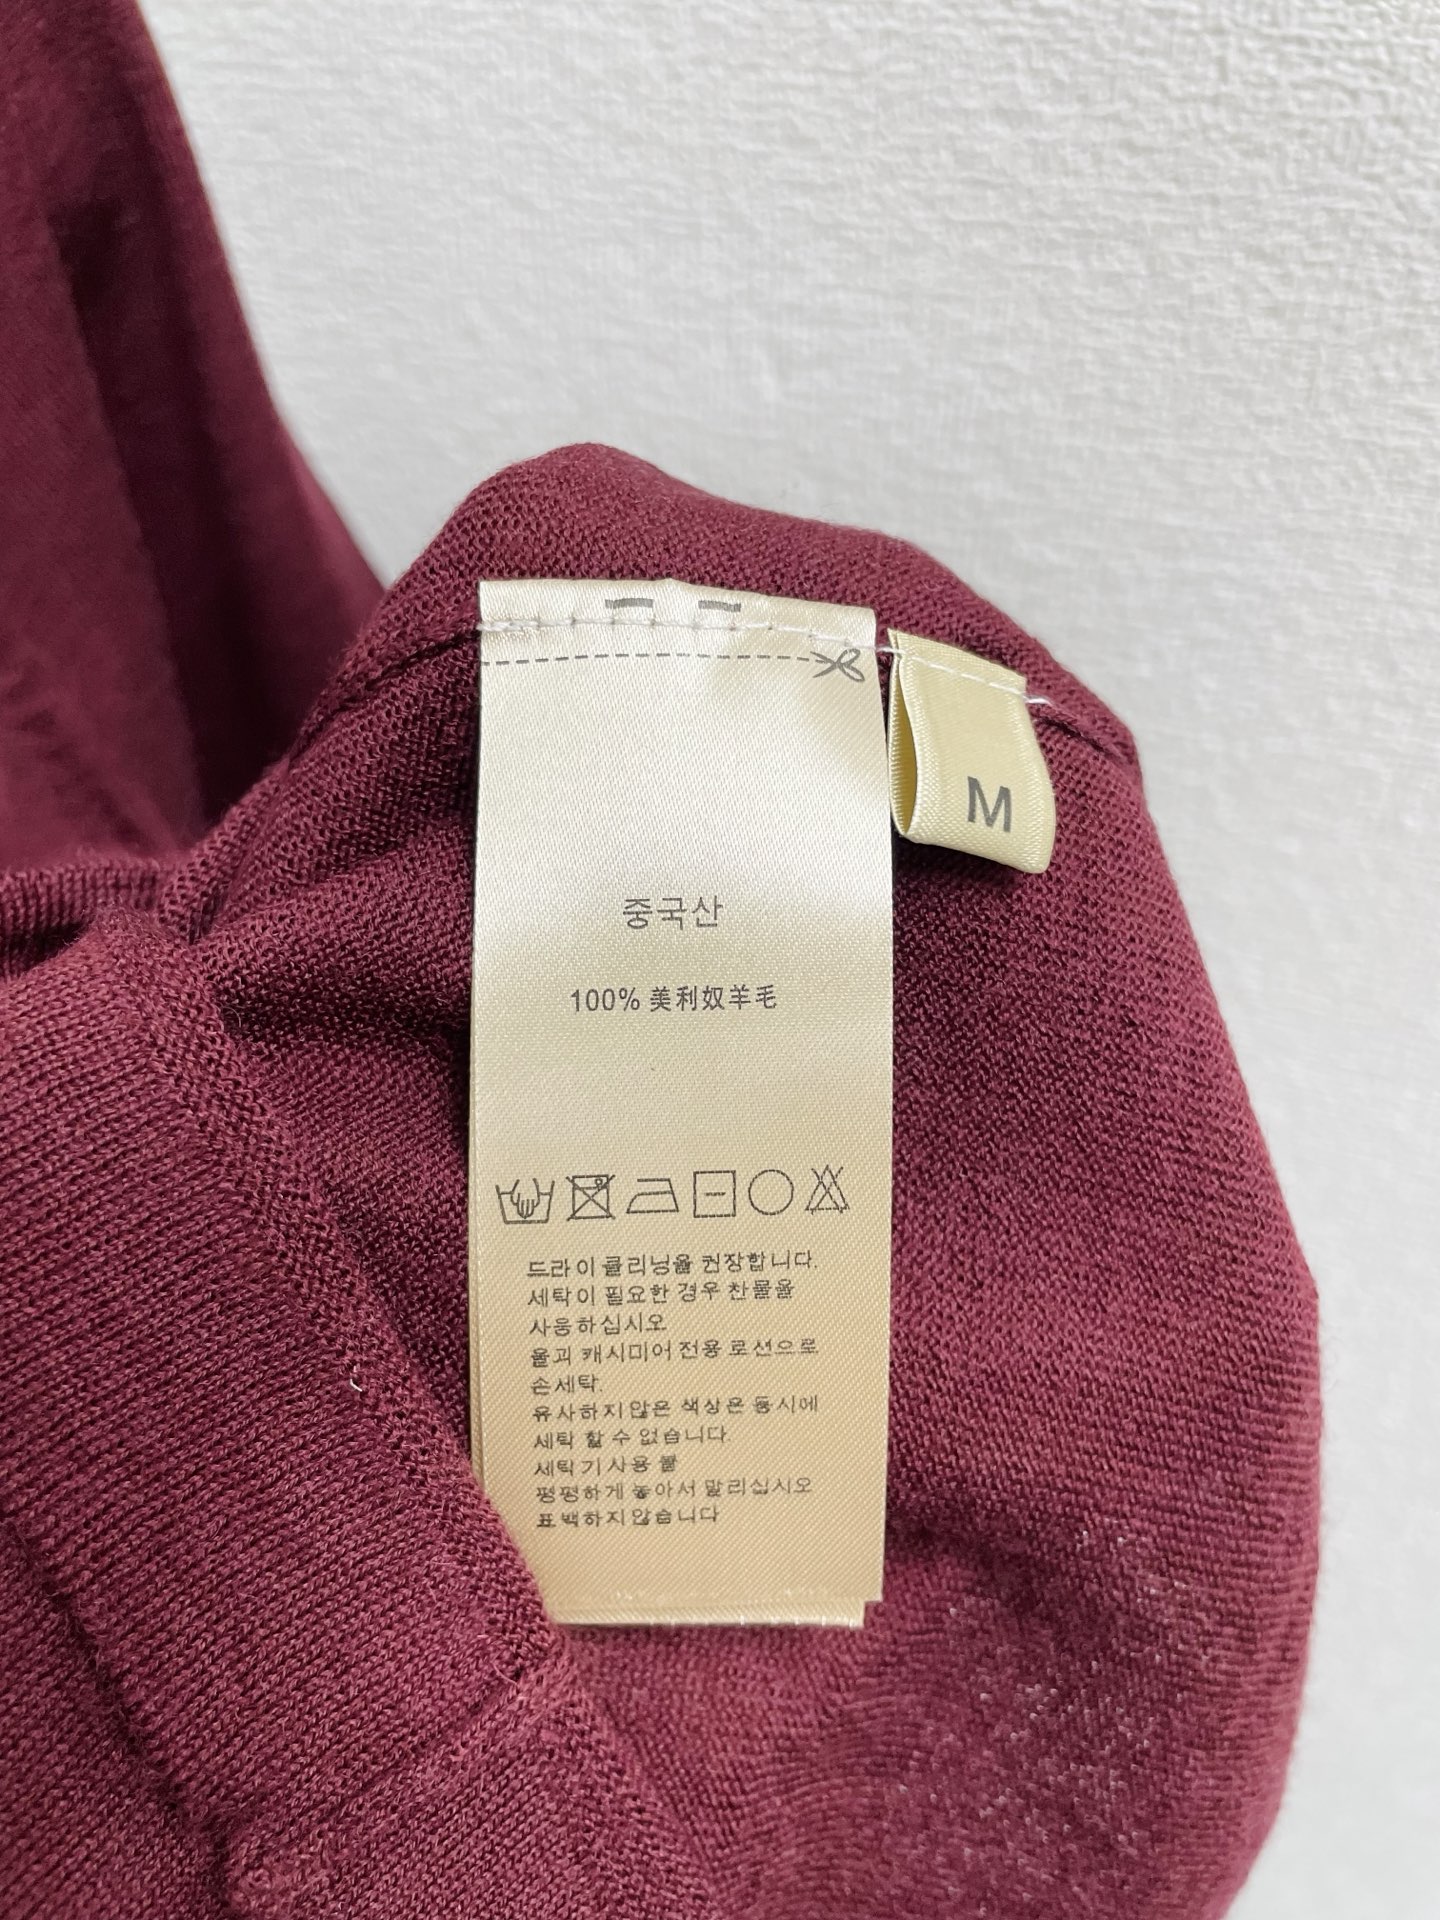 M
중국산
100% 美利奴羊毛
드라이 클리닝을 권장합니다.
세탁이 필요한 경우 찬물을
사용하십시오
울과 캐시미어 전용 로션으로
손세탁.
유사하지않은 색상은 동시에
세탁 할 수 없습니다.
세탁기사용 불
평평하게 놓아서 말리십시오
표백하지않습니다